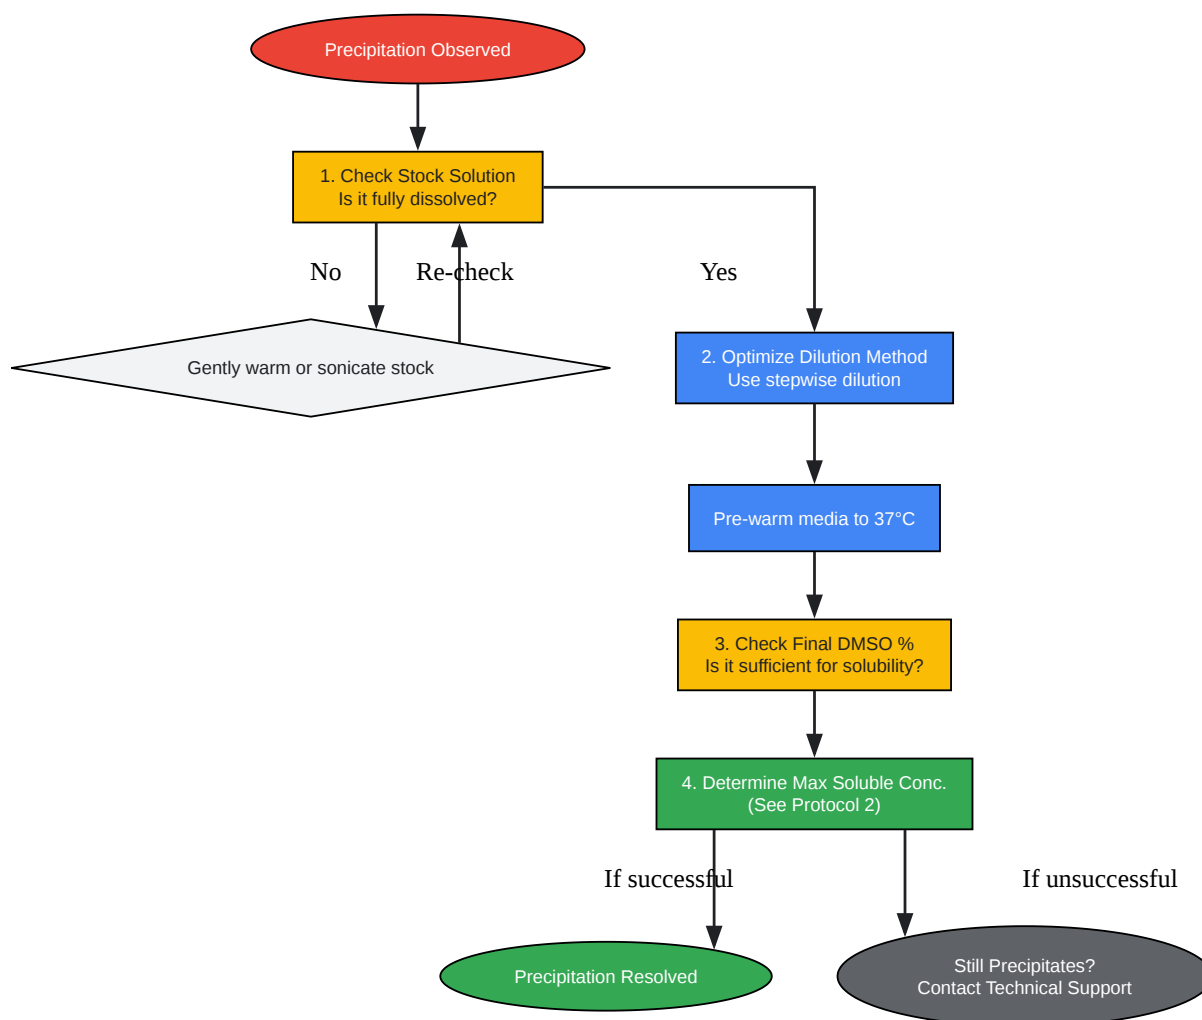 Precipitation Observed
1. Check Stock Solution
Is it fully dissolved?
No
Re-check
Yes
Gently warm or sonicate stock
2. Optimize Dilution Method
Use stepwise dilution
Pre-warm media to 37°C
3. Check Final DMSO %
Is it sufficient for solubility?
4. Determine Max Soluble Conc.
(See Protocol 2)
If successful
If unsuccessful
Precipitation Resolved
Still Precipitates?
Contact Technical Support